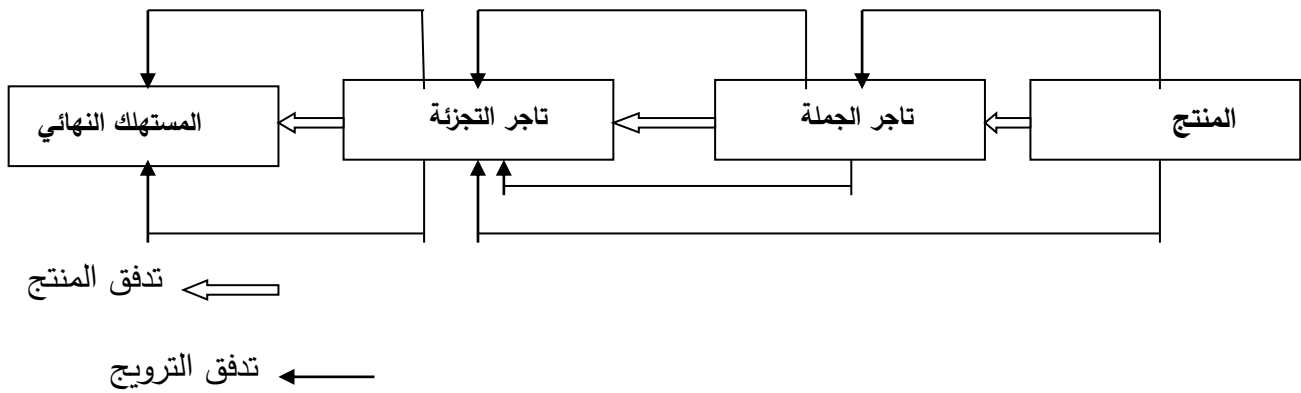 المنتج
تاجر الجملة
تاجر التجزئة
المستهلك النهائي
تدفق المنتج
تدفق الترويج